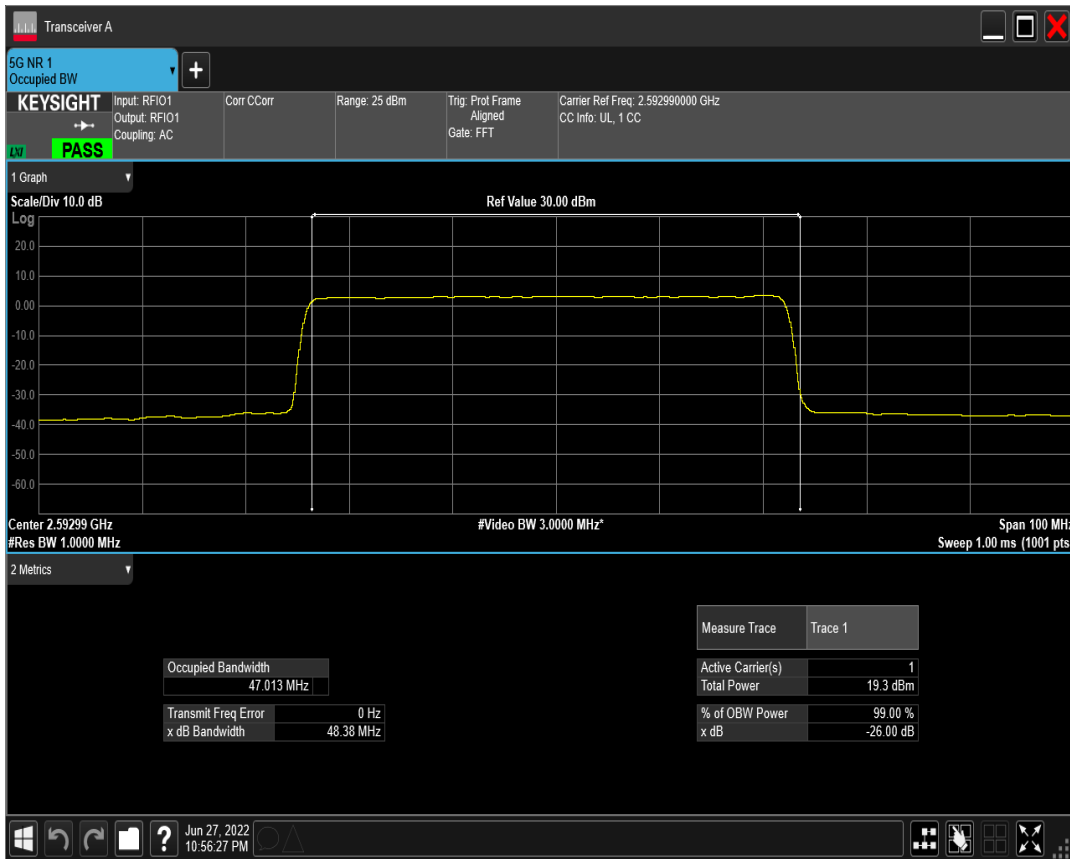 Transceiver A
5G NR 1
Occupied BW
KEYSIGHT
LXI
PASS
Input: RFIO1
Output: RFIO1
Coupling: AC
Corr CCorr
Range: 25 dBm
Trig: Prot Frame
Aligned
Gate: FFT
Carrier Ref Freq: 2.592990000 GHz
CC Info: UL, 1 CC
1 Graph
Scale/Div 10.0 dB
Ref Value 30.00 dBm
Log
20.0
10.0
0.00
-10.0
-20.0
-30.0
-40.0
-50.0
-60.0
Center 2.59299 GHz
#Video BW 3.0000 MHz*
Span 100 MHz
#Res BW 1.0000 MHz
Sweep 1.00 ms (1001 pts
2 Metrics
Measure Trace Trace 1
Occupied Bandwidth
47.013 MHz
Active Carrier(s) 1
Total Power 19.3 dBm
Transmit Freq Error 0 Hz
x dB Bandwidth 48.38 MHz
% of OBW Power 99.00 %
x dB -26.00 dB
?
Jun 27, 2022
10:56:27 PM